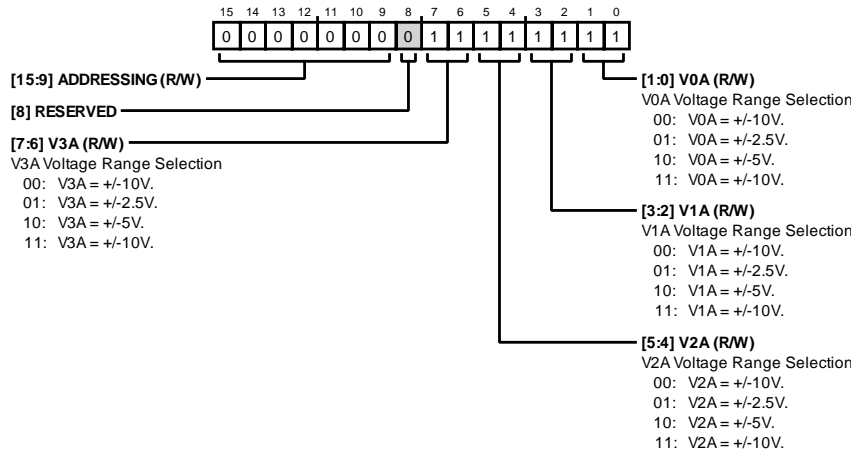 15 14 13 12 11 10 9 8 7 6 5 4 3 2 1 0
0 0 0 0 0 0 0 0 1 1 1 1 1 1 1 1
[15:9] ADDRESSING (R/W)
[8] RESERVED
[7:6] V3A (R/W)
V3A Voltage Range Selection
00: V3A = +/-10V.
01: V3A = +/-2.5V.
10: V3A = +/-5V.
11: V3A = +/-10V.
[1:0] V0A (R/W)
V0A Voltage Range Selection
00: V0A = +/-10V.
01: V0A = +/-2.5V.
10: V0A = +/-5V.
11: V0A = +/-10V.
[3:2] V1A (R/W)
V1A Voltage Range Selection
00: V1A = +/-10V.
01: V1A = +/-2.5V.
10: V1A = +/-5V.
11: V1A = +/-10V.
[5:4] V2A (R/W)
V2A Voltage Range Selection
00: V2A = +/-10V.
01: V2A = +/-2.5V.
10: V2A = +/-5V.
11: V2A = +/-10V.